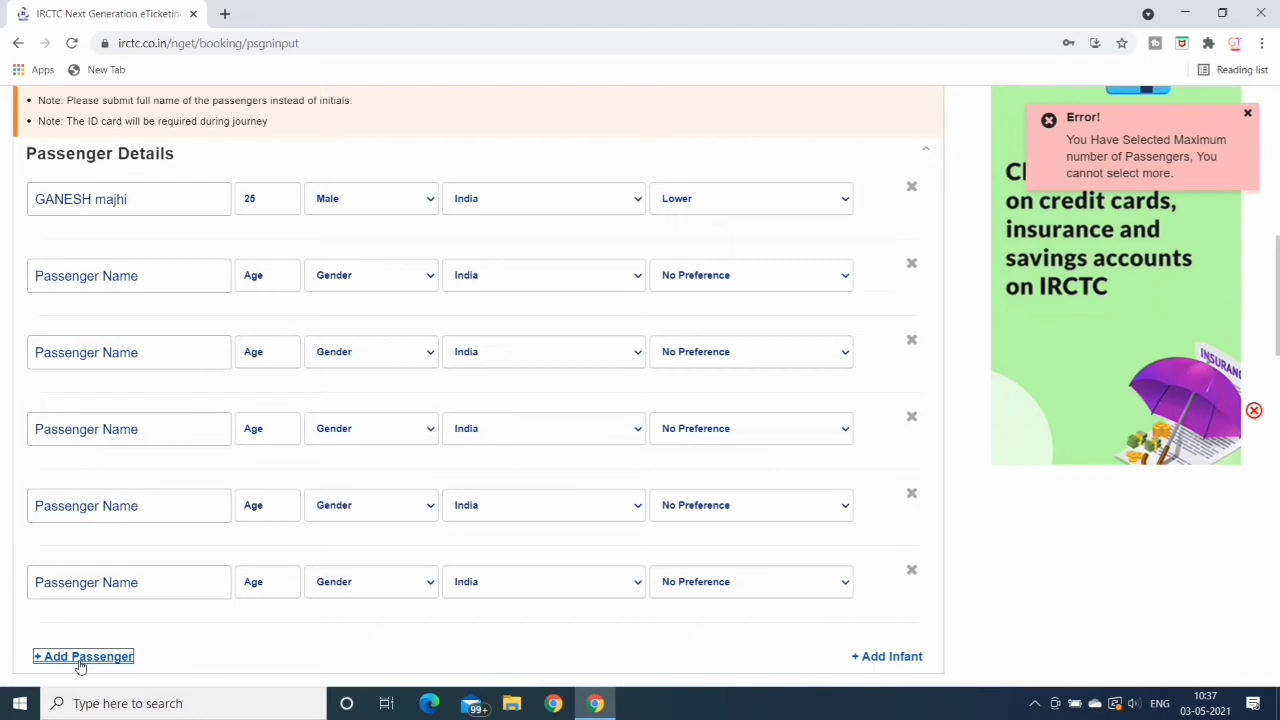 IRCTC Next Generation eTicketin
irctc.co.in/nget/booking/psgninput
Apps
New Tab
Reading list
Note: Please submit full name of the passengers instead of initials.
Note: The ID card will be required during journey
Passenger Details
GANESH majhi 25 Male India Lower
Passenger Name Age Gender India No Preference
Passenger Name Age Gender India No Preference
Passenger Name Age Gender India No Preference
Passenger Name Age Gender India No Preference
Passenger Name Age Gender India No Preference
+ Add Passenger
+ Add Infant
Error!
You Have Selected Maximum
number of Passengers, You
cannot select more.
on credit cards,
insurance and
savings accounts
on IRCTC
INSURANC
Type here to search
99+
ENG
10:37
03-05-2021